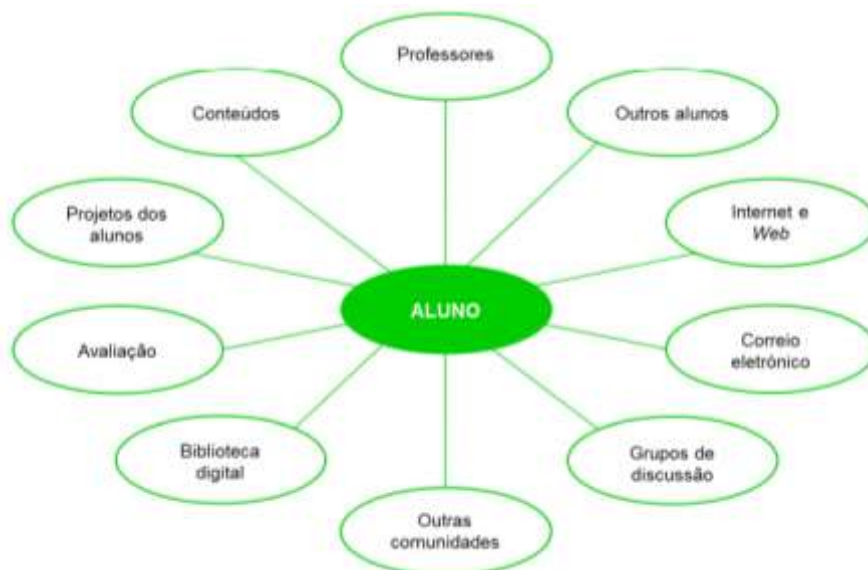 Professores
Conteúdos
Outros alunos
Projetos dos
alunos
Internet e
Web
ALUNO
Avaliação
Correio
eletrônico
Biblioteca
digital
Grupos de
discussão
Outras
comunidades